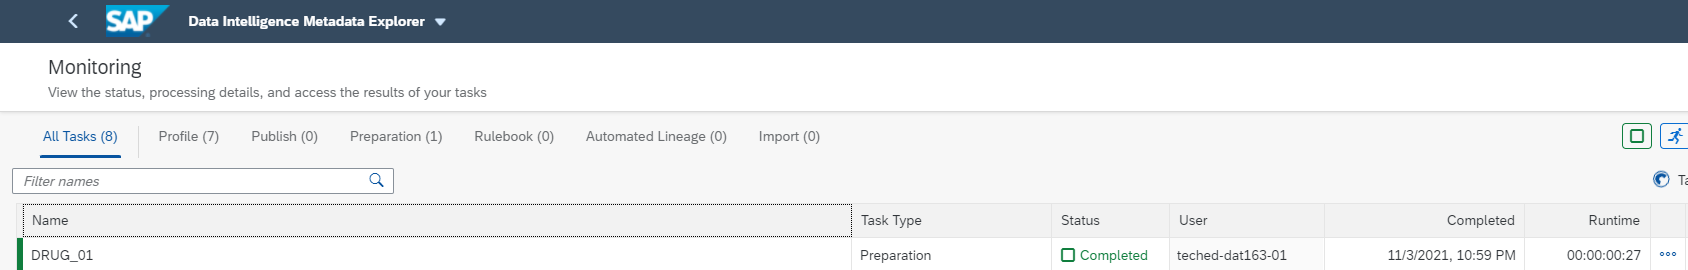 SAP Data Intelligence Metadata Explorer
Monitoring
View the status, processing details, and access the results of your tasks
All Tasks (8) Profile (7) Publish (0) Preparation (1) Rulebook (0) Automated Lineage (0) Import (0)
Filter names
Name Task Type Status User Completed Runtime
DRUG_01 Preparation Completed teched-dat163-01 11/3/2021, 10:59 PM 00:00:00:27